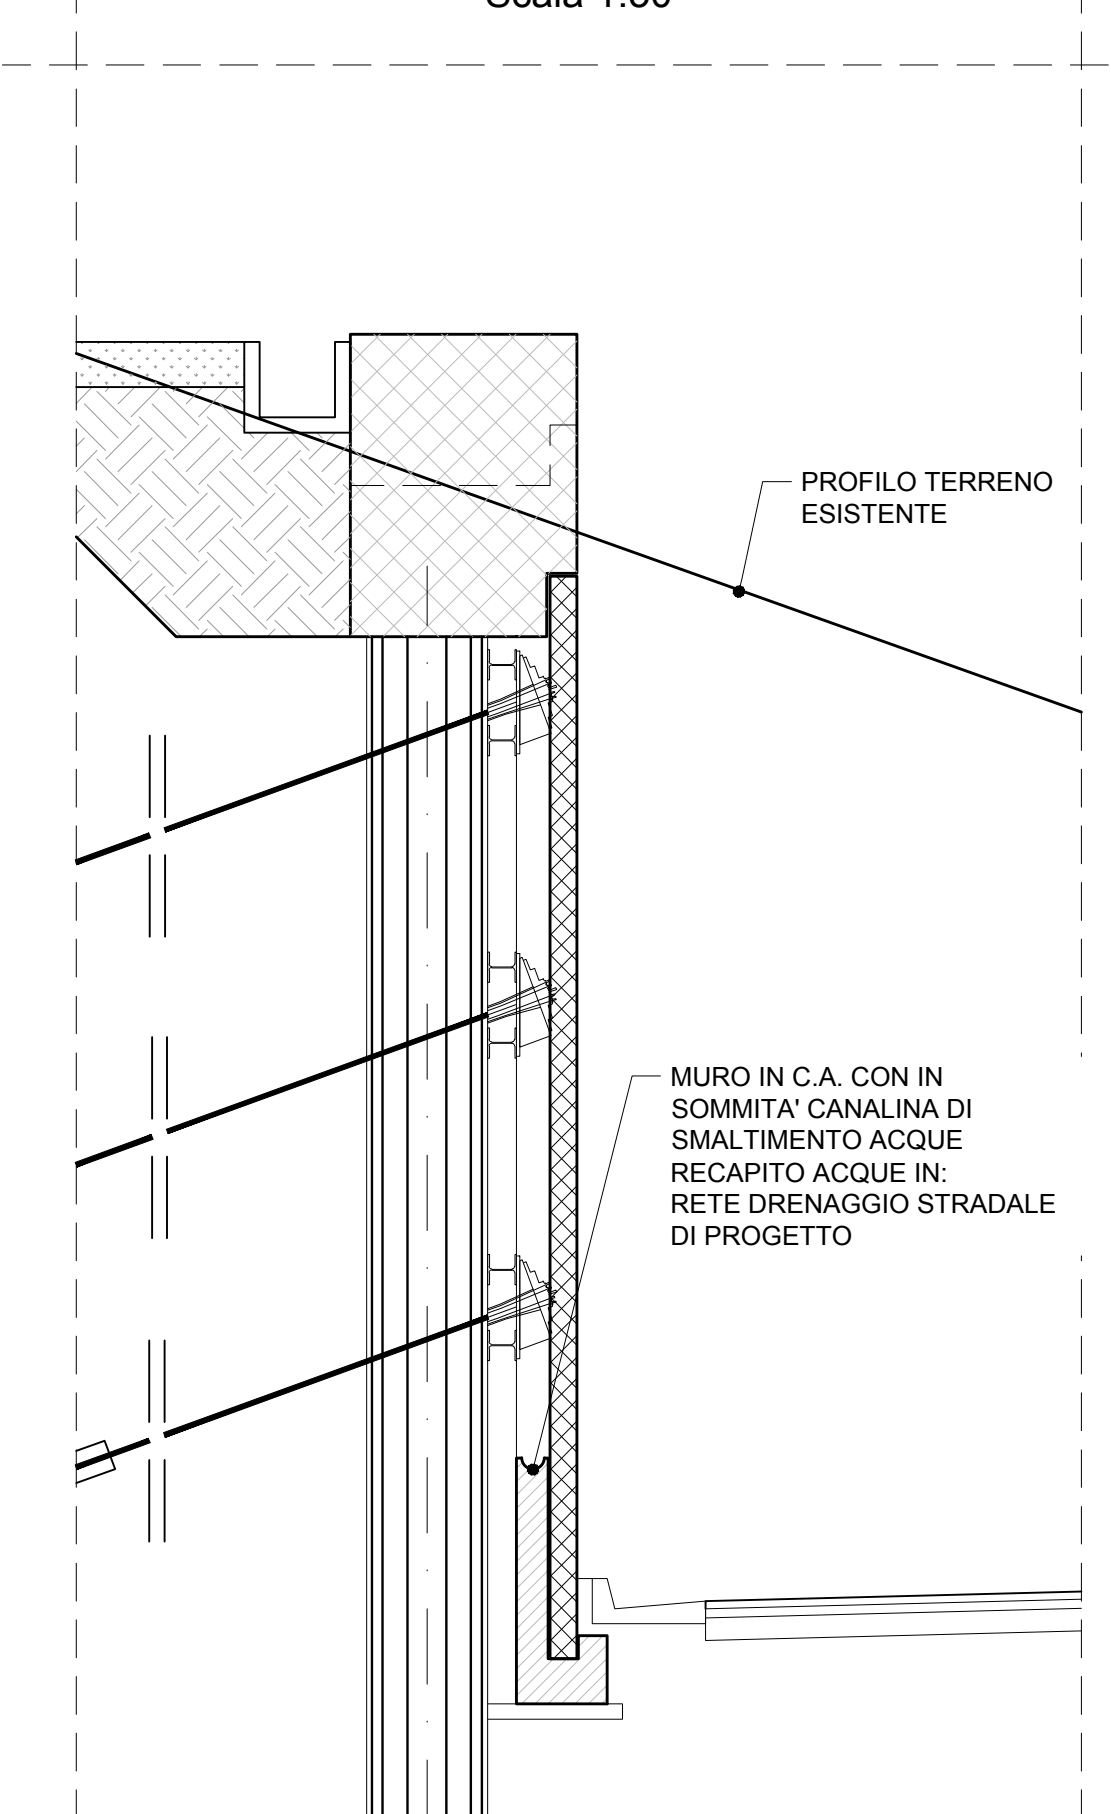 PROFILO TERRENO
ESISTENTE
MURO IN C.A. CON IN
SOMMITA' CANALINA DI
SMALTIMENTO ACQUE
RECAPITO ACQUE IN:
RETE DRENAGGIO STRADALE
DI PROGETTO